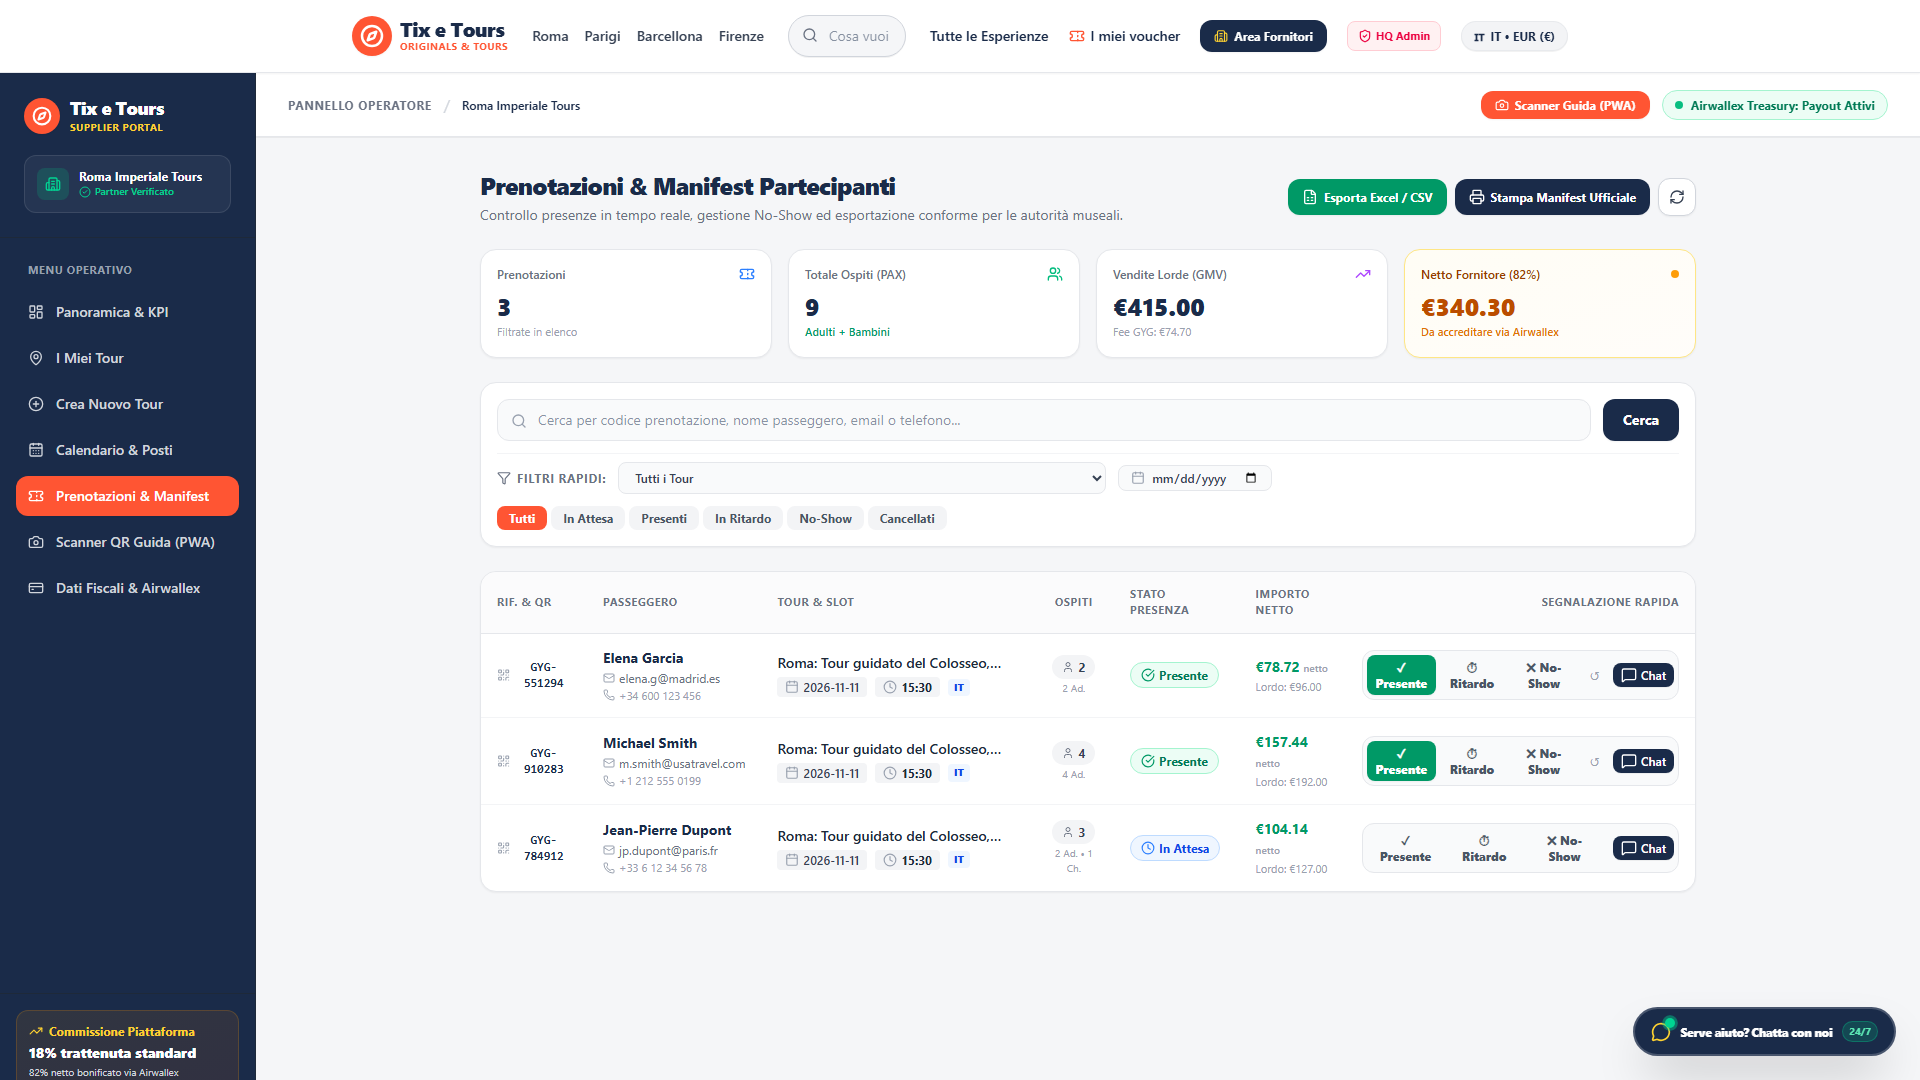 Tix e Tours
ORIGINALS & TOURS
Roma
Parigi
Barcellona
Firenze
Cosa vuoi
Tutte le Esperienze
I miei voucher
Area Fornitori
HQ Admin
IT IT • EUR (€)
Tix e Tours
SUPPLIER PORTAL
Roma Imperiale Tours
Partner Verificato
MENU OPERATIVO
Panoramica & KPI
I Miei Tour
Crea Nuovo Tour
Calendario & Posti
Prenotazioni & Manifest
Scanner QR Guida (PWA)
Dati Fiscali & Airwallex
Commissione Piattaforma
18% trattenuta standard
82% netto bonificato via Airwallex
PANNELLO OPERATORE / Roma Imperiale Tours
Scanner Guida (PWA)
Airwallex Treasury: Payout Attivi
Prenotazioni & Manifest Partecipanti
Controllo presenze in tempo reale, gestione No-Show ed esportazione conforme per le autorità museali.
Esporta Excel / CSV
Stampa Manifest Ufficiale
Prenotazioni
3
Filtrate in elenco
Totale Ospiti (PAX)
9
Adulti + Bambini
Vendite Lorde (GMV)
€415.00
Fee GYG: €74.70
Netto Fornitore (82%)
€340.30
Da accreditare via Airwallex
Cerca per codice prenotazione, nome passeggero, email o telefono...
Cerca
FILTRI RAPIDI:
Tutti i Tour
mm/dd/yyyy
Tutti
In Attesa
Presenti
In Ritardo
No-Show
Cancellati
RIF. & QR
PASSEGGERO
TOUR & SLOT
OSPITI
STATO PRESENZA
IMPORTO NETTO
SEGNALAZIONE RAPIDA
GYG-551294
Elena Garcia
elena.g@madrid.es
+34 600 123 456
Roma: Tour guidato del Colosseo,...
2026-11-11
15:30
IT
2
2 Ad.
Presente
€78.72 netto
Lordo: €96.00
✓ Presente
⏱ Ritardo
✕ No-Show
↺
Chat
GYG-910283
Michael Smith
m.smith@usatravel.com
+1 212 555 0199
Roma: Tour guidato del Colosseo,...
2026-11-11
15:30
IT
4
4 Ad.
Presente
€157.44 netto
Lordo: €192.00
✓ Presente
⏱ Ritardo
✕ No-Show
↺
Chat
GYG-784912
Jean-Pierre Dupont
jp.dupont@paris.fr
+33 6 12 34 56 78
Roma: Tour guidato del Colosseo,...
2026-11-11
15:30
IT
3
2 Ad. • 1 Ch.
In Attesa
€104.14 netto
Lordo: €127.00
✓ Presente
⏱ Ritardo
✕ No-Show
Chat
Serve aiuto? Chatta con noi 24/7